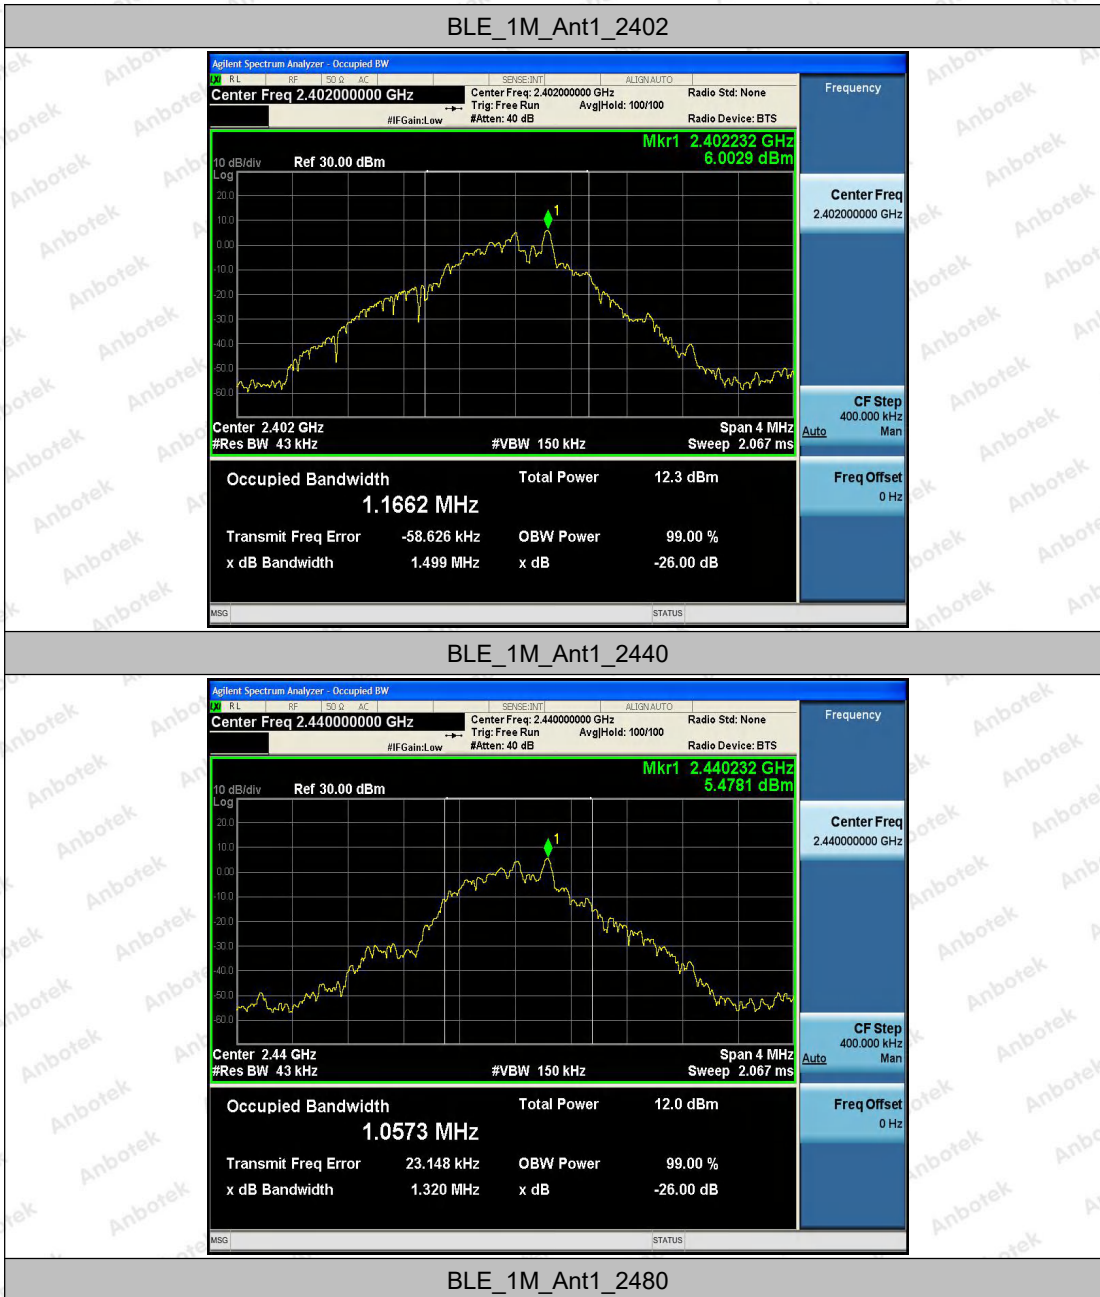 BLE_1M_Ant1_2402
Agilent Spectrum Analyzer - Occupied BW
RL RF 50 Ω AC SENSE:INT ALIGNAUTO
Center Freq 2.402000000 GHz
Center Freq: 2.402000000 GHz Radio Std: None
Trig: Free Run Avg|Hold: 100/100
#IFGain:Low #Atten: 40 dB Radio Device: BTS
Mkr1 2.402232 GHz
6.0029 dBm
10 dB/div Ref 30.00 dBm
Log
20.0
10.0
0.00
-10.0
-20.0
-30.0
-40.0
-50.0
-60.0
1
Center 2.402 GHz Span 4 MHz
#Res BW 43 kHz #VBW 150 kHz Sweep 2.067 ms
Occupied Bandwidth Total Power 12.3 dBm
1.1662 MHz
Transmit Freq Error -58.626 kHz OBW Power 99.00 %
x dB Bandwidth 1.499 MHz x dB -26.00 dB
MSG STATUS
Frequency
Center Freq
2.402000000 GHz
CF Step
400.000 kHz
Auto Man
Freq Offset
0 Hz
BLE_1M_Ant1_2440
Agilent Spectrum Analyzer - Occupied BW
RL RF 50 Ω AC SENSE:INT ALIGNAUTO
Center Freq 2.440000000 GHz
Center Freq: 2.440000000 GHz Radio Std: None
Trig: Free Run Avg|Hold: 100/100
#IFGain:Low #Atten: 40 dB Radio Device: BTS
Mkr1 2.440232 GHz
5.4781 dBm
10 dB/div Ref 30.00 dBm
Log
20.0
10.0
0.00
-10.0
-20.0
-30.0
-40.0
-50.0
-60.0
1
Center 2.44 GHz Span 4 MHz
#Res BW 43 kHz #VBW 150 kHz Sweep 2.067 ms
Occupied Bandwidth Total Power 12.0 dBm
1.0573 MHz
Transmit Freq Error 23.148 kHz OBW Power 99.00 %
x dB Bandwidth 1.320 MHz x dB -26.00 dB
MSG STATUS
Frequency
Center Freq
2.440000000 GHz
CF Step
400.000 kHz
Auto Man
Freq Offset
0 Hz
BLE_1M_Ant1_2480